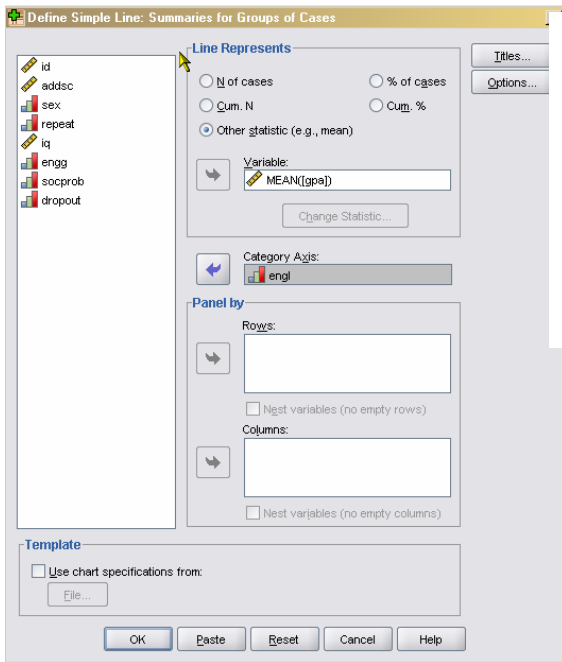 Define Simple Line: Summaries for Groups of Cases
id
addsc
sex
repeat
iq
engg
socprob
dropout
Line Represents
N of cases
% of cases
Cum. N
Cum. %
Other statistic (e.g., mean)
Variable:
MEAN([gpa])
Change Statistic...
Category Axis:
engl
Panel by
Rows:
Nest variables (no empty rows)
Columns:
Nest variables (no empty columns)
Titles...
Options...
Template
Use chart specifications from:
File...
OK
Paste
Reset
Cancel
Help